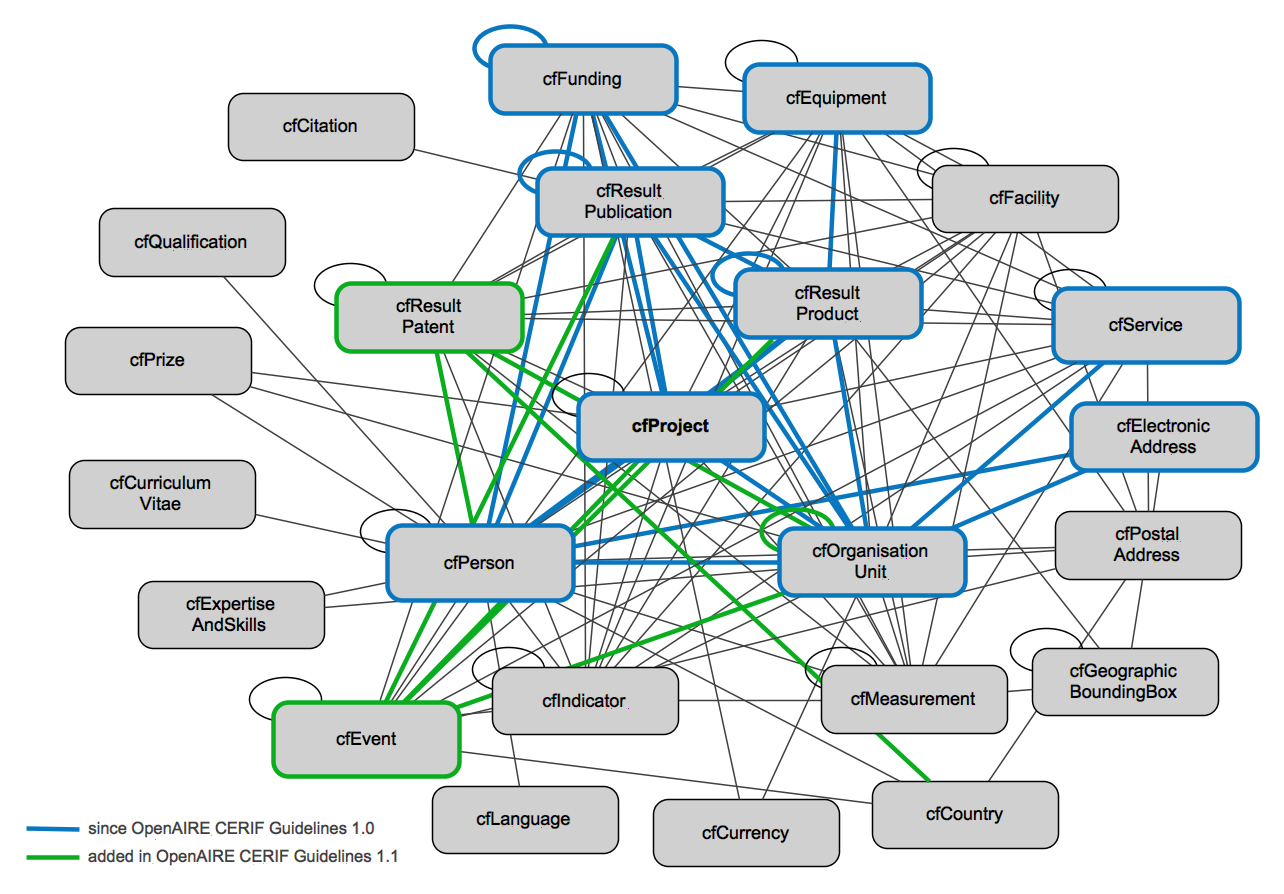 cfFunding
cfEquipment
cfCitation
cfResult
Publication
cfFacility
cfQualification
cfResult
Patent
cfResult
Product
cfService
cfPrize
cfProject
cfElectronic
Address
cfCurriculum
Vitae
cfPerson
cfOrganisation
Unit
cfPostal
Address
cfExpertise
AndSkills
cfIndicator
cfMeasurement
cfGeographic
BoundingBox
cfEvent
cfLanguage
cfCurrency
cfCountry
since OpenAIRE CERIF Guidelines 1.0
added in OpenAIRE CERIF Guidelines 1.1